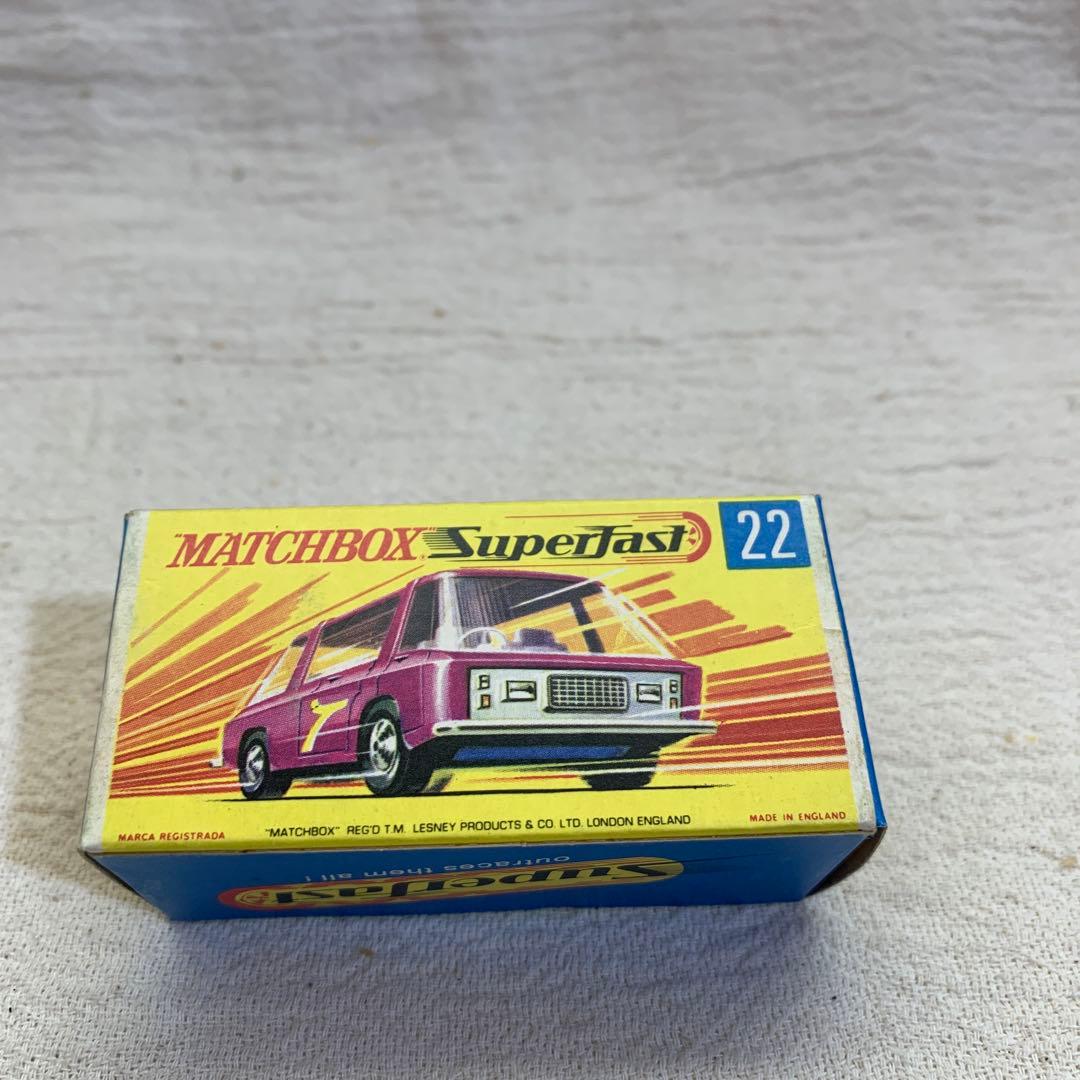 "MATCHBOX" Superfast
22
MARCA REGISTRADA
"MATCHBOX" REG'D T.M. LESNEY PRODUCTS & CO. LTD. LONDON ENGLAND
MADE IN ENGLAND
outraces them all!
Superfast